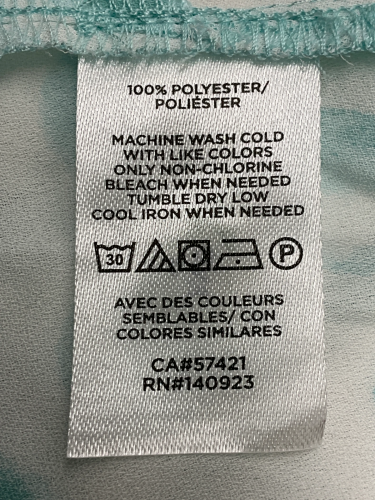 100% POLYESTER/
POLIÉSTER
MACHINE WASH COLD
WITH LIKE COLORS
ONLY NON-CHLORINE
BLEACH WHEN NEEDED
TUMBLE DRY LOW
COOL IRON WHEN NEEDED
30 P
AVEC DES COULEURS
SEMBLABLES/ CON
COLORES SIMILARES
CA#57421
RN#140923